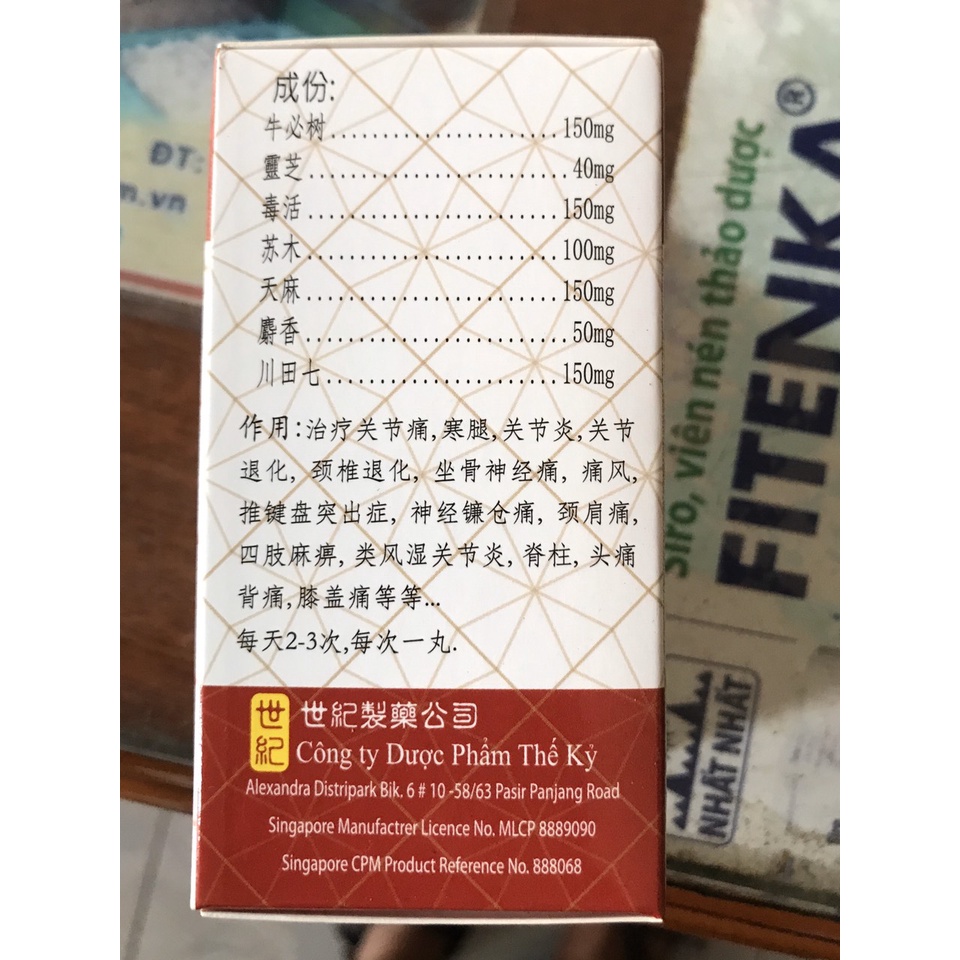 成份:
牛必树......................150mg
靈芝........................40mg
毒活........................150mg
苏木........................100mg
天麻........................150mg
麝香........................50mg
川田七......................150mg
作用:治疗关节痛,寒腿,关节炎,关节
退化, 颈椎退化, 坐骨神经痛, 痛风,
推键盘突出症, 神经镰仓痛, 颈肩痛,
四肢麻痹, 类风湿关节炎, 脊柱, 头痛
背痛,膝盖痛等等...
每天2-3次,每次一丸.
世紀
世紀製藥公司
Công ty Dược Phẩm Thế Kỷ
Alexandra Distripark Bik. 6 # 10 -58/63 Pasir Panjang Road
Singapore Manufactrer Licence No. MLCP 8889090
Singapore CPM Product Reference No. 888068
ĐT:
m.vn
Siro, viên nén thảo dược
FITENKA®
NHẤT NHẤT